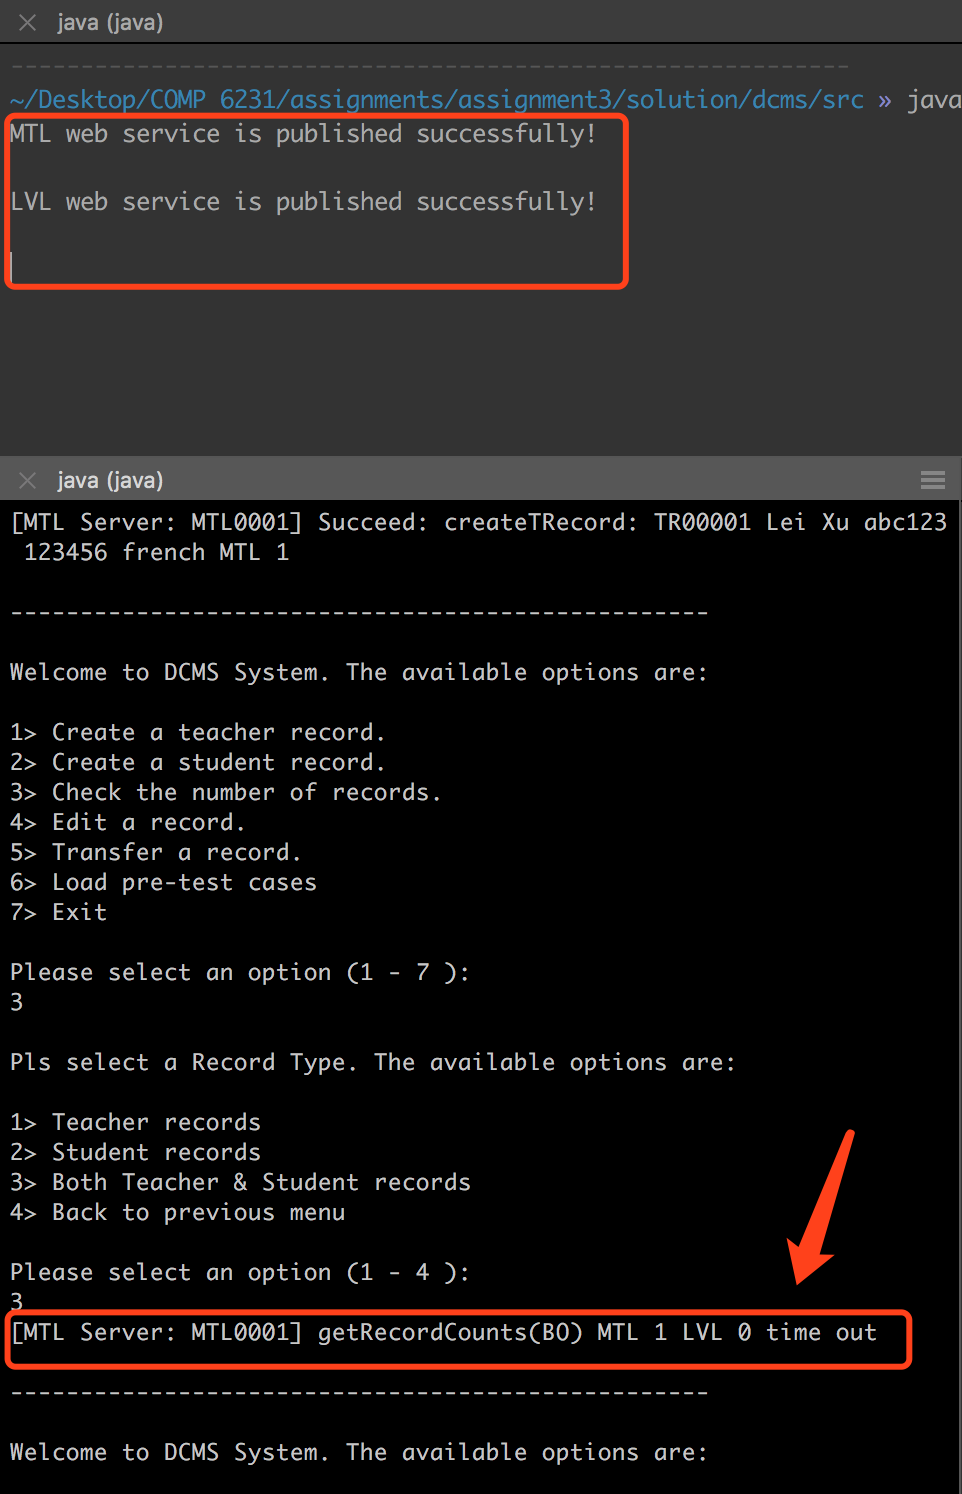 java (java)
------------------------------------------------------------
~/Desktop/COMP 6231/assignments/assignment3/solution/dcms/src » java
MTL web service is published successfully!
LVL web service is published successfully!
java (java)
[MTL Server: MTL0001] Succeed: createTRecord: TR00001 Lei Xu abc123
123456 french MTL 1
--------------------------------------------------
Welcome to DCMS System. The available options are:
1> Create a teacher record.
2> Create a student record.
3> Check the number of records.
4> Edit a record.
5> Transfer a record.
6> Load pre-test cases
7> Exit
Please select an option (1 - 7 ):
3
Pls select a Record Type. The available options are:
1> Teacher records
2> Student records
3> Both Teacher & Student records
4> Back to previous menu
Please select an option (1 - 4 ):
3
[MTL Server: MTL0001] getRecordCounts(BO) MTL 1 LVL 0 time out
--------------------------------------------------
Welcome to DCMS System. The available options are: